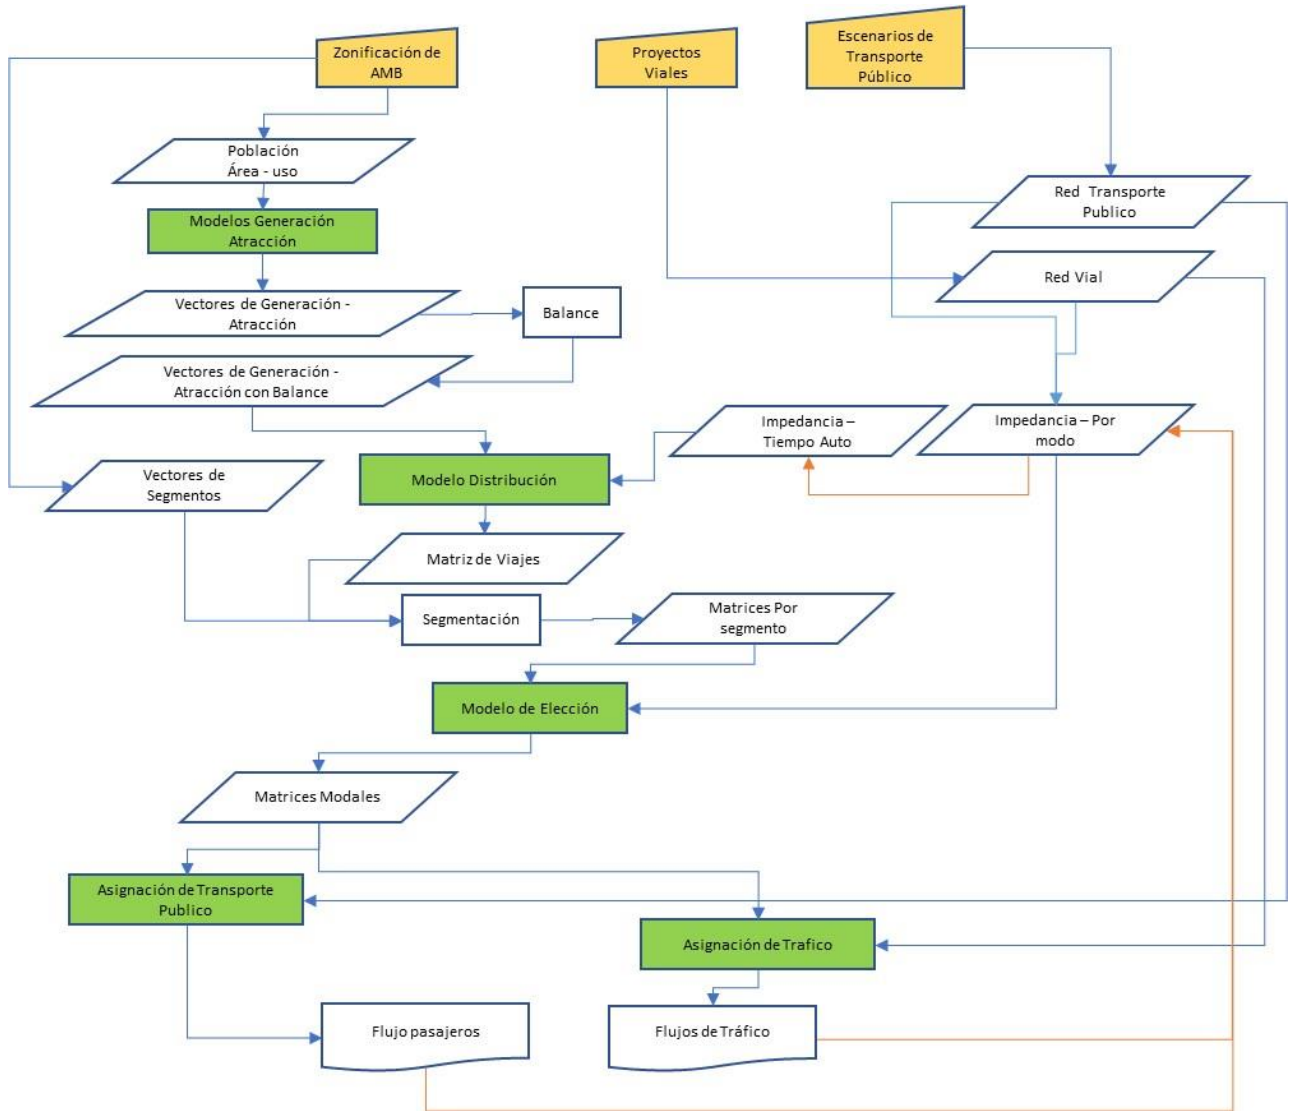 Zonificación de
AMB
Proyectos
Viales
Escenarios de
Transporte
Público
Población
Área - uso
Red Transporte
Publico
Modelos Generación
Atracción
Red Vial
Vectores de Generación -
Atracción
Balance
Vectores de Generación -
Atracción con Balance
Impedancia –
Tiempo Auto
Impedancia – Por
modo
Vectores de
Segmentos
Modelo Distribución
Matriz de Viajes
Segmentación
Matrices Por
segmento
Modelo de Elección
Matrices Modales
Asignación de Transporte
Publico
Asignación de Trafico
Flujo pasajeros
Flujos de Tráfico